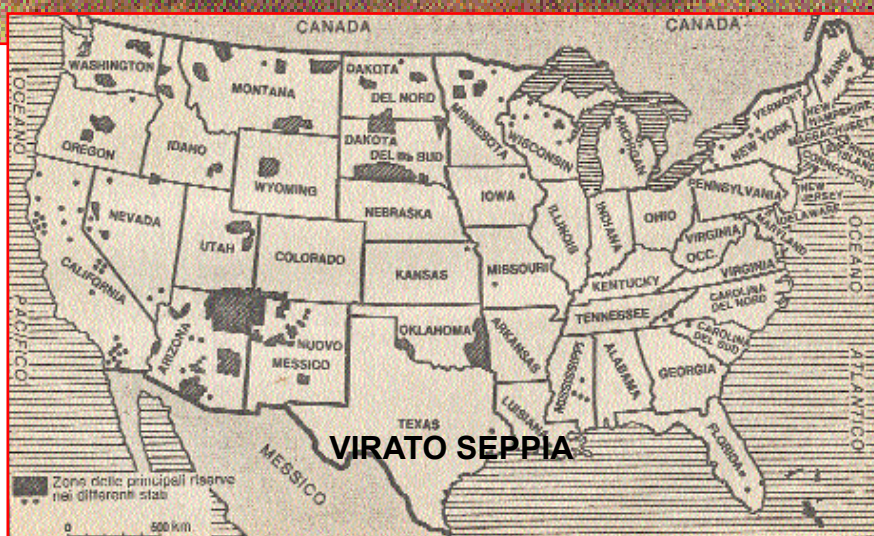 CANADA
CANADA
WASHINGTON
MONTANA
DAKOTA
DEL NORD
MINNESOTA
MAINE
VERMONT
NEW
HAMPSHIRE
MASSACHUSETTS
CONNECTICUT
NEW YORK
OCEANO
PACIFICO
OREGON
IDAHO
WYOMING
DAKOTA
DEL SUD
WISCONSIN
MICHIGAN
NEVADA
UTAH
COLORADO
NEBRASKA
IOWA
ILLINOIS
INDIANA
OHIO
PENNSYLVANIA
NEW
JERSEY
DELAWARE
MARYLAND
VIRGINIA
OCC.
VIRGINIA
OCEANO
ATLANTICO
CALIFORNIA
KANSAS
MISSOURI
KENTUCKY
TENNESSEE
CAROLINA
DEL NORD
CAROLINA
DEL SUD
ARIZONA
NUOVO
MESSICO
OKLAHOMA
ARKANSAS
MISSISSIPPI
ALABAMA
GEORGIA
TEXAS
LUISIANA
FLORIDA
VIRATO SEPPIA
MESSICO
Zone delle principali riserve
nei differenti stati
0 500 km